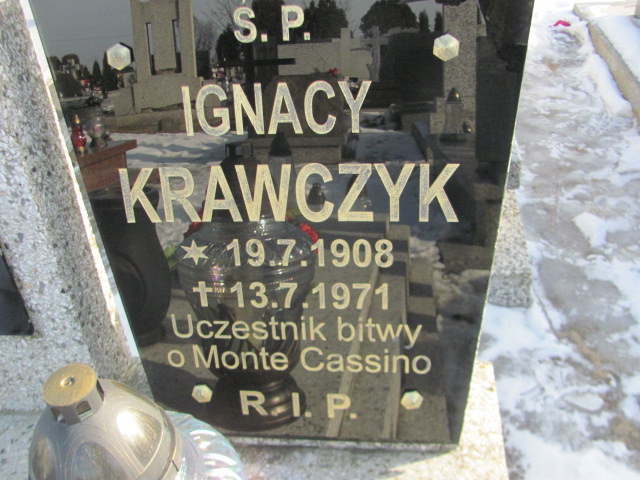 Ś. P.
IGNACY
KRAWCZYK
19.7.1908
13.7.1971
Uczestnik bitwy
o Monte Cassino
R. I. P.